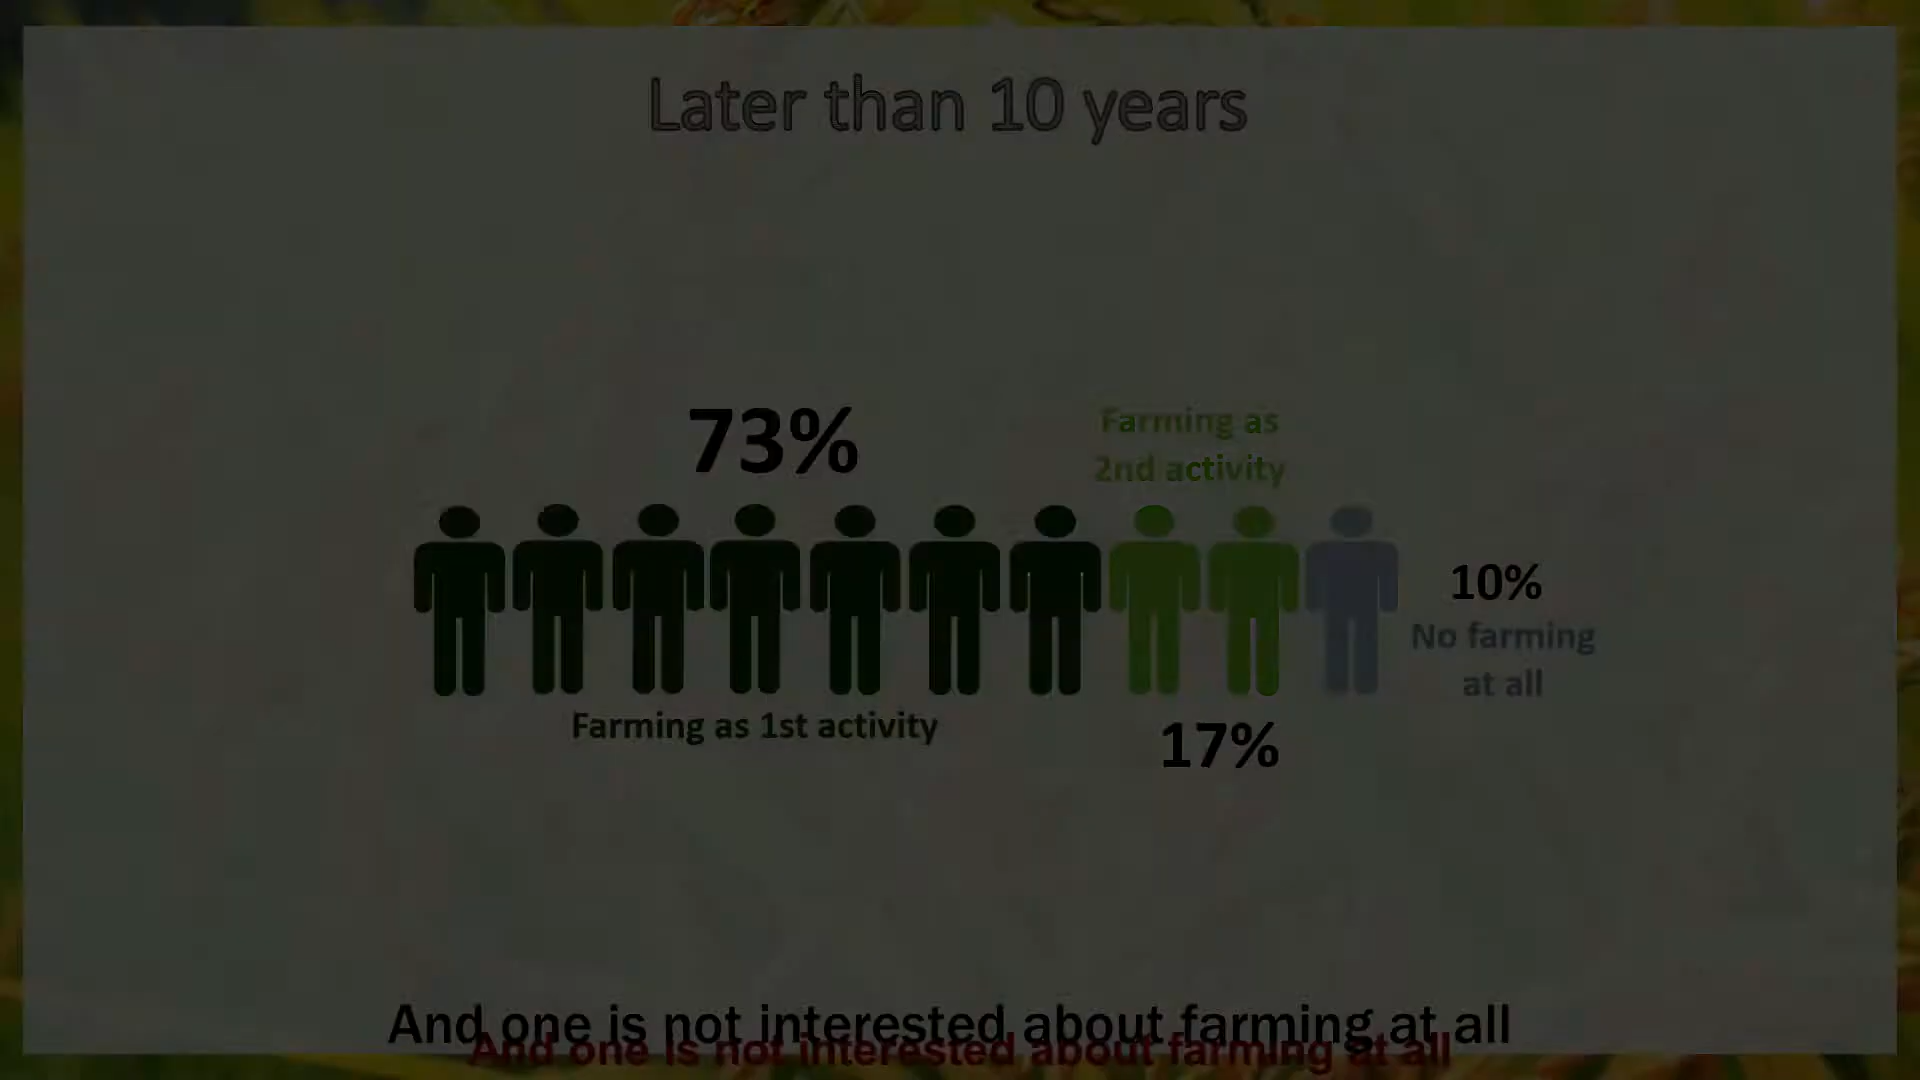 Later than 10 years
73%
Farming as
2nd activity
10%
No farming
at all
Farming as 1st activity
17%
And one is not interested about farming at all
And one is not interested about farming at all